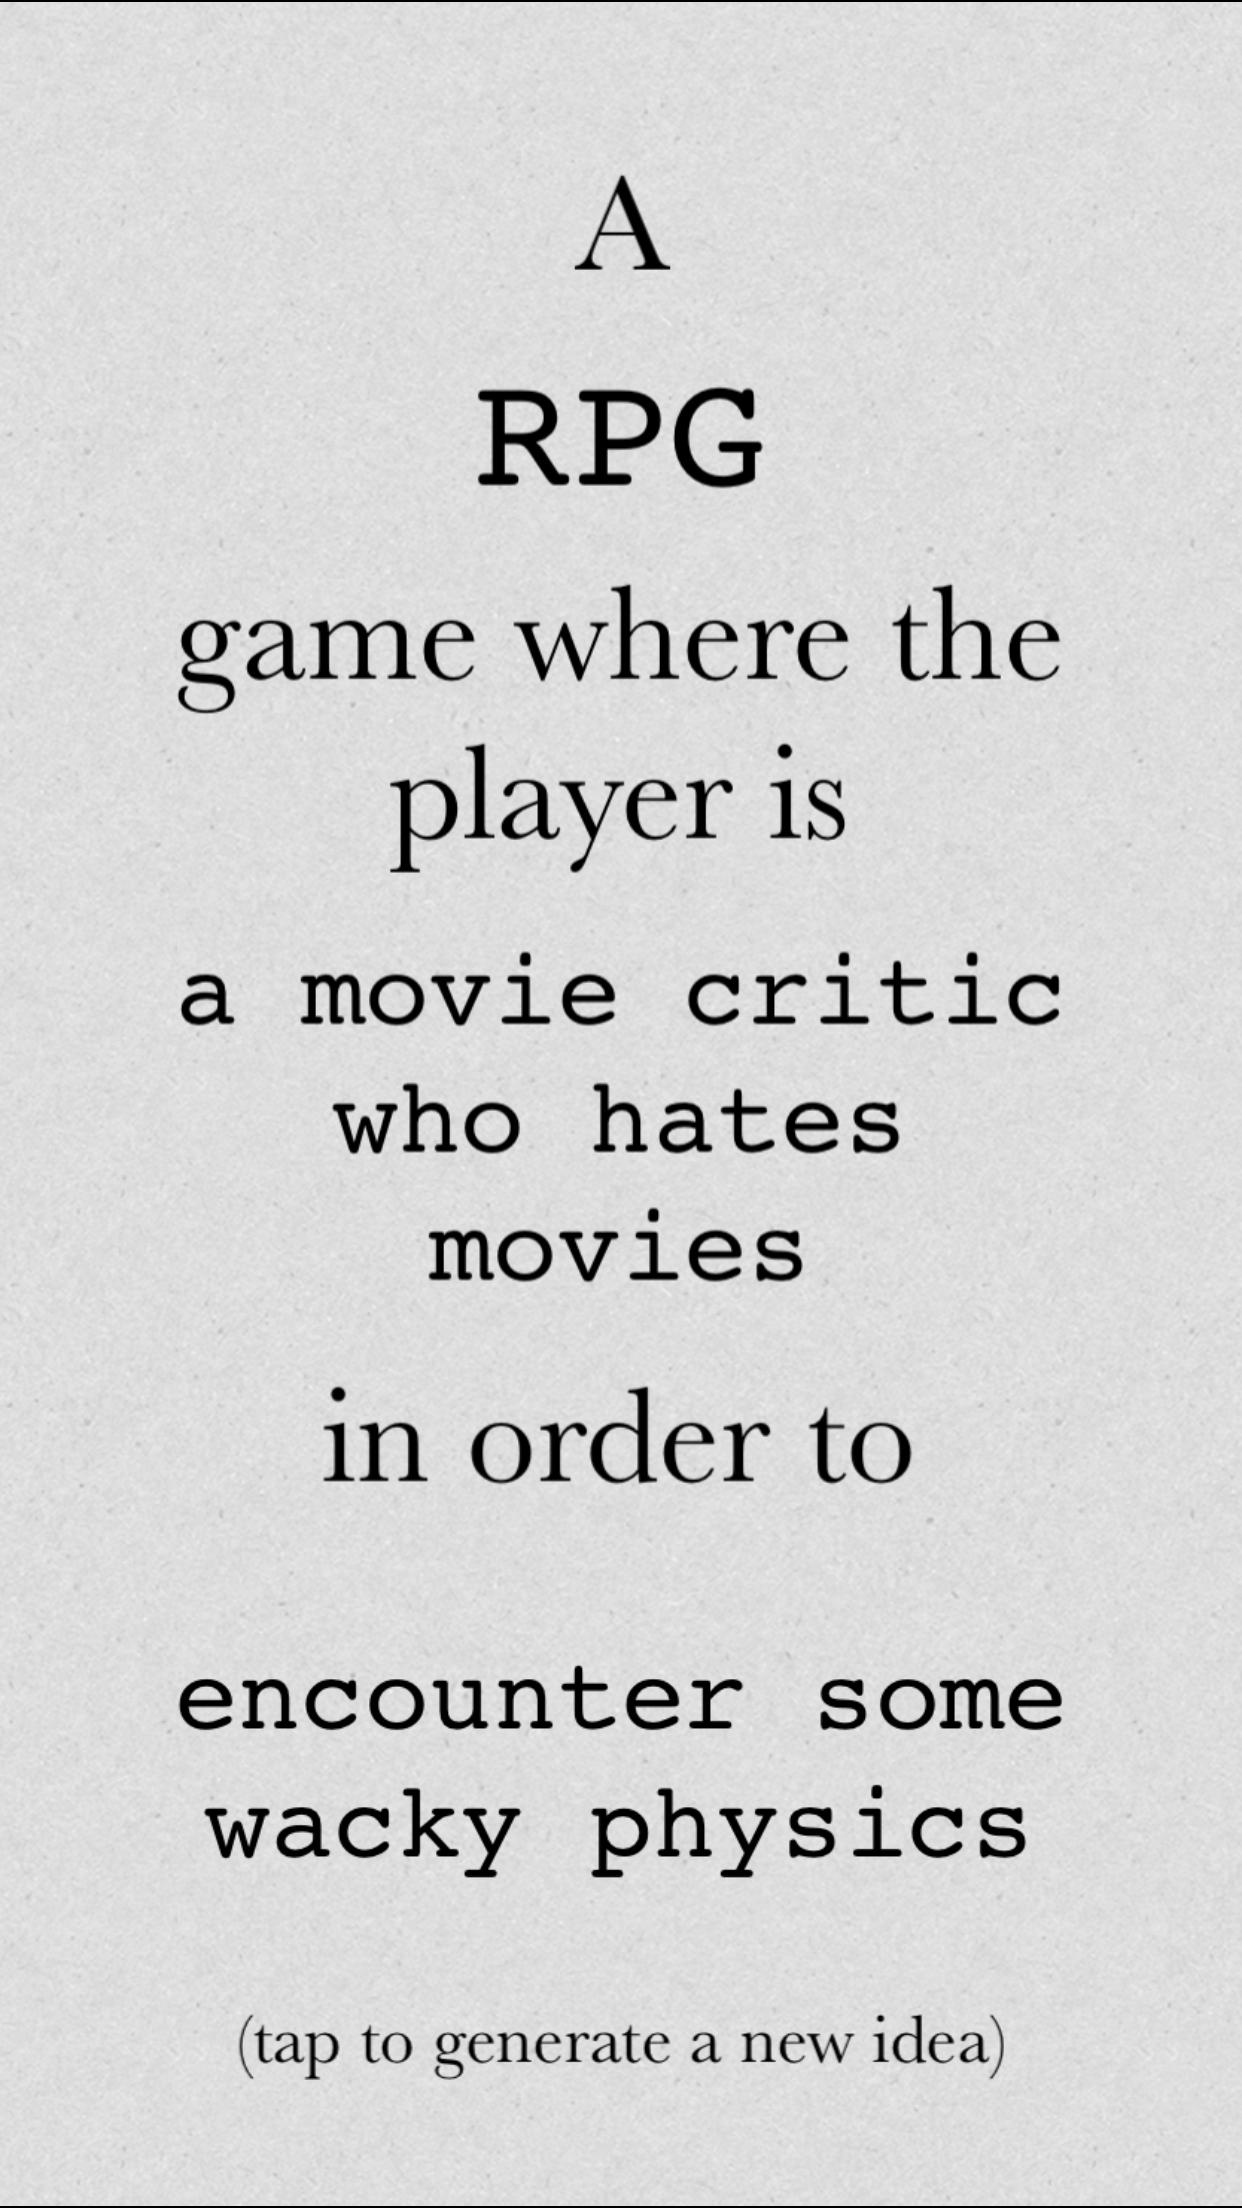 A
RPG
game where the
player is
a movie critic
who hates
movies
in order to
encounter some
wacky physics
(tap to generate a new idea)